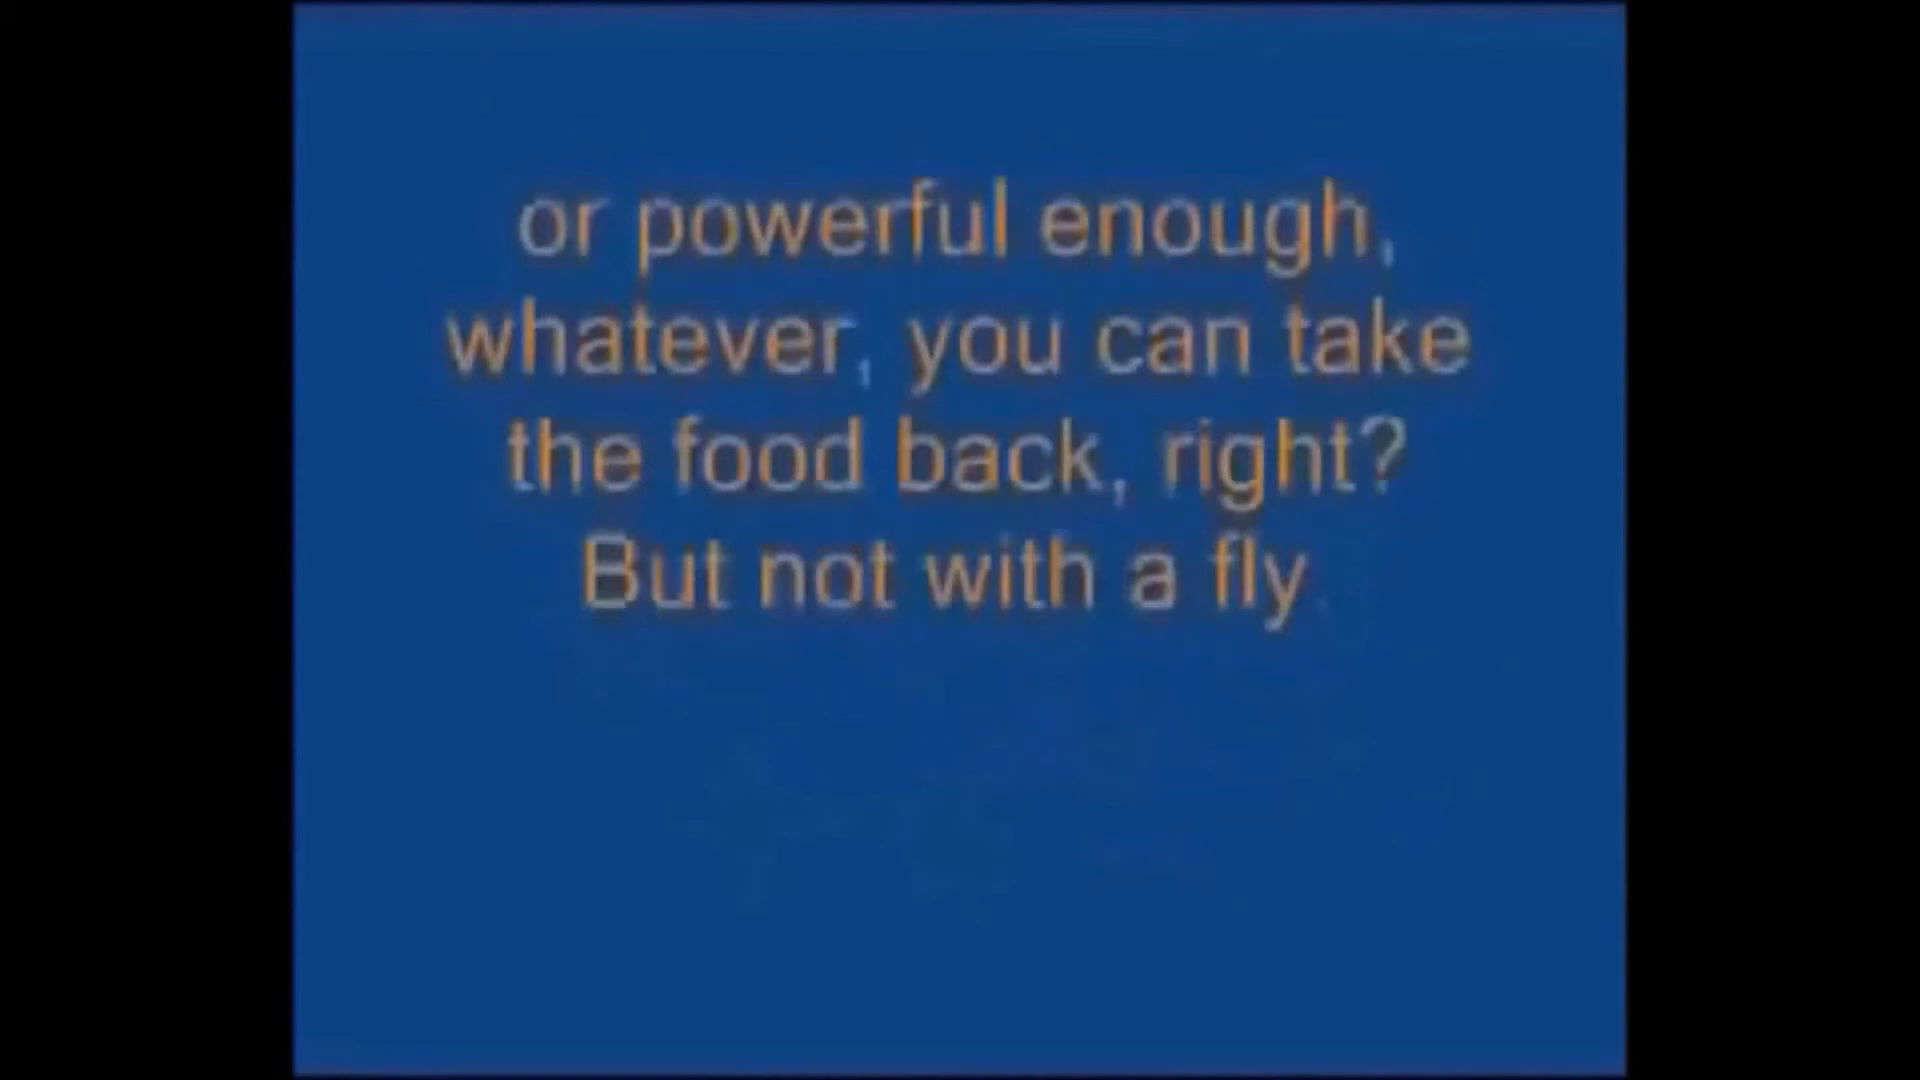 or powerful enough,
whatever, you can take
the food back, right?
But not with a fly.